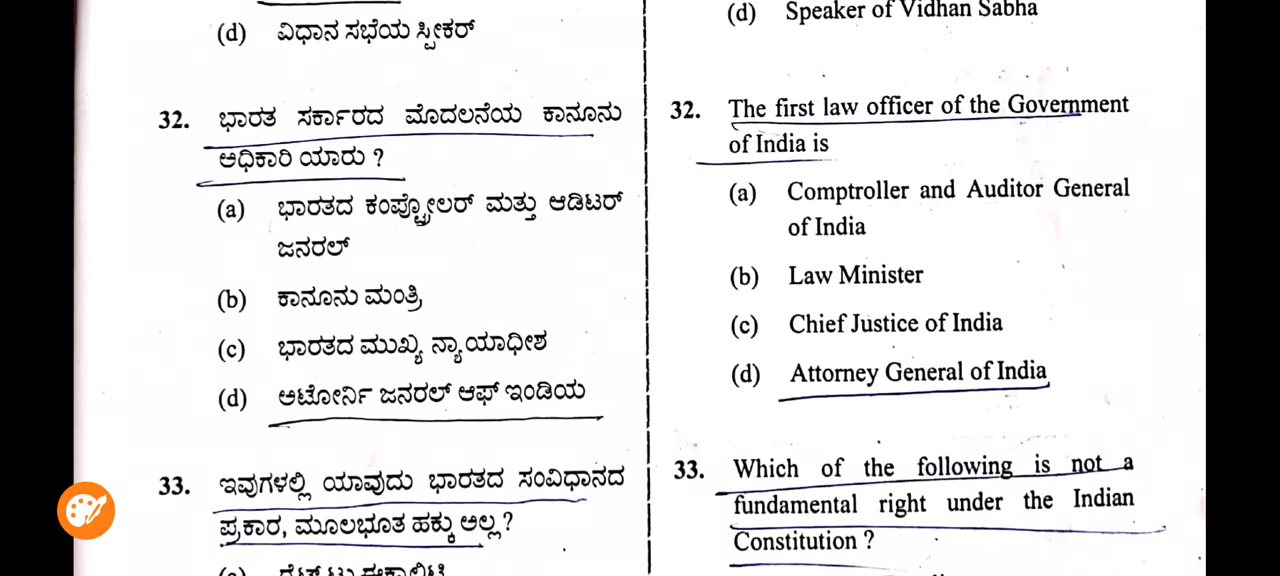 (d) ವಿಧಾನ ಸಭೆಯ ಸ್ಪೀಕರ್
32. ಭಾರತ ಸರ್ಕಾರದ ಮೊದಲನೆಯ ಕಾನೂನು
ಅಧಿಕಾರಿ ಯಾರು ?
(a) ಭಾರತದ ಕಂಪ್ಟ್ರೋಲರ್ ಮತ್ತು ಆಡಿಟರ್
ಜನರಲ್
(b) ಕಾನೂನು ಮಂತ್ರಿ
(c) ಭಾರತದ ಮುಖ್ಯ ನ್ಯಾಯಾಧೀಶ
(d) ಅಟೋರ್ನಿ ಜನರಲ್ ಆಫ್ ಇಂಡಿಯ
33. ಇವುಗಳಲ್ಲಿ ಯಾವುದು ಭಾರತದ ಸಂವಿಧಾನದ
ಪ್ರಕಾರ, ಮೂಲಭೂತ ಹಕ್ಕು ಅಲ್ಲ ?
(d) Speaker of Vidhan Sabha
32. The first law officer of the Government
of India is
(a) Comptroller and Auditor General
of India
(b) Law Minister
(c) Chief Justice of India
(d) Attorney General of India
33. Which of the following is not a
fundamental right under the Indian
Constitution ?